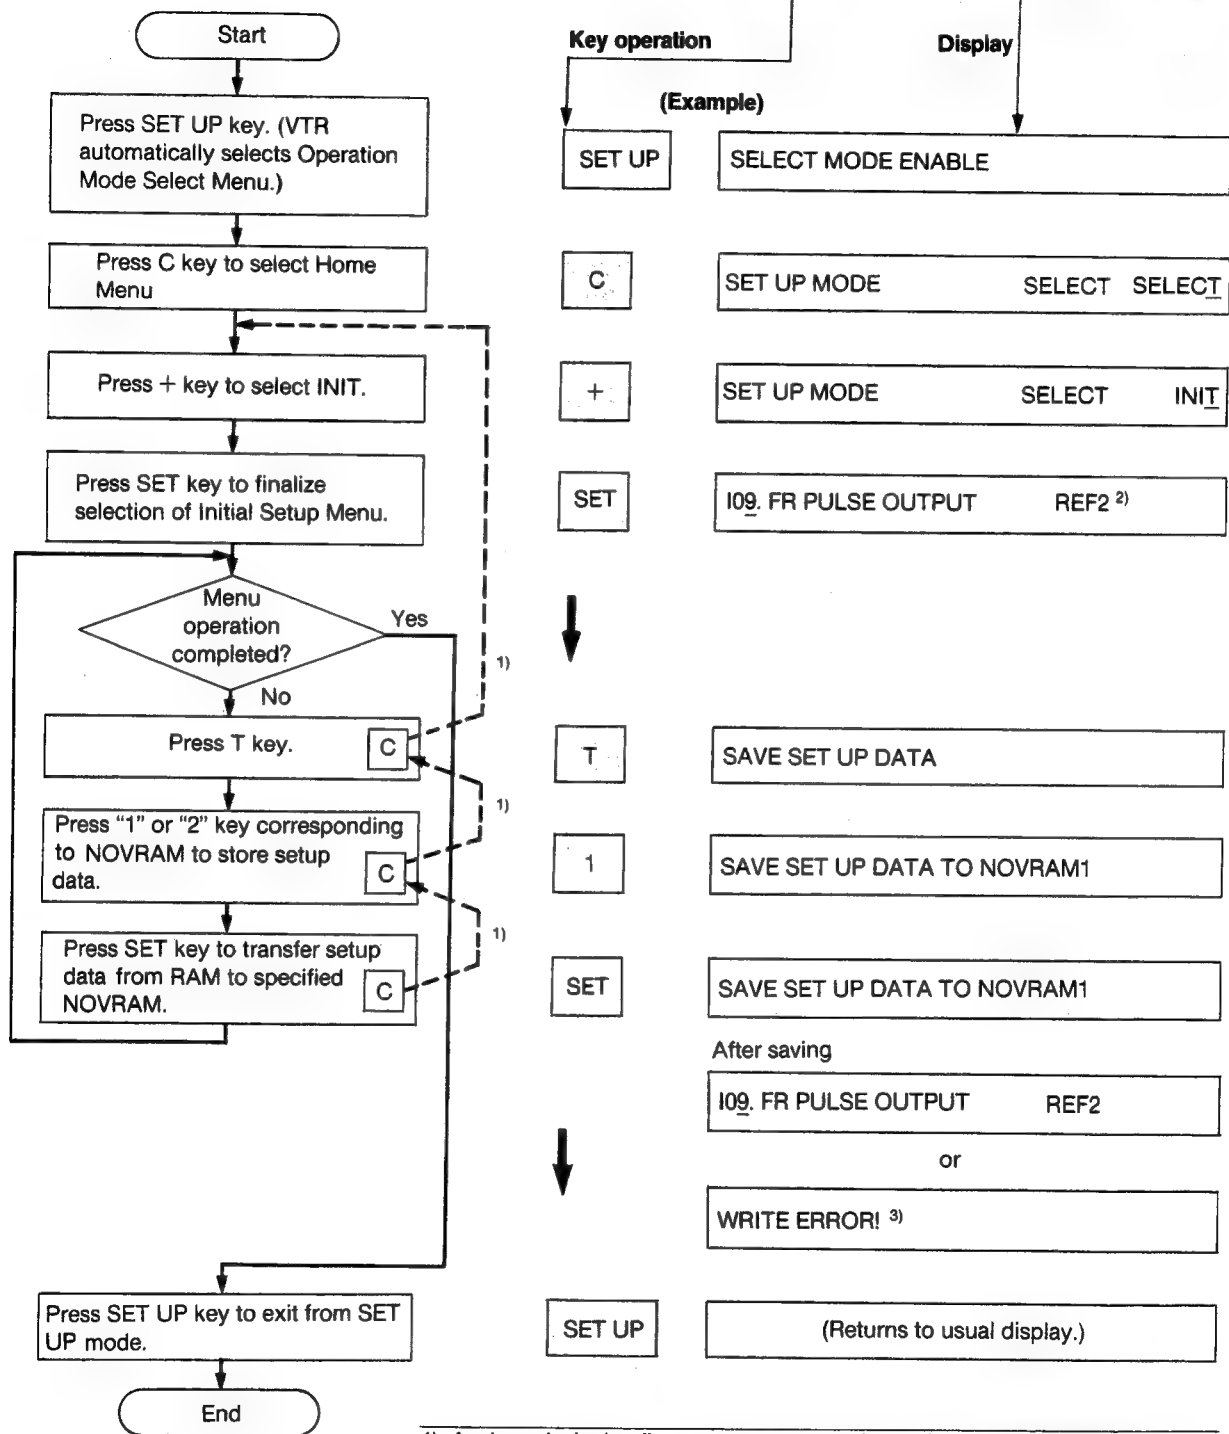 Start
Press SET UP key. (VTR
automatically selects Operation
Mode Select Menu.)
Press C key to select Home
Menu
Press + key to select INIT.
Press SET key to finalize
selection of Initial Setup Menu.
Menu
operation
completed?
Yes
No
1)
Press T key.
C
1)
Press “1” or “2” key corresponding
to NOVRAM to store setup
data.
C
1)
Press SET key to transfer setup
data from RAM to specified
NOVRAM.
C
Press SET UP key to exit from SET
UP mode.
End
Key operation
Display
(Example)
SET UP
SELECT MODE ENABLE
C
SET UP MODE SELECT SELECT
+
SET UP MODE SELECT INIT
SET
I09. FR PULSE OUTPUT REF2 2)
T
SAVE SET UP DATA
1
SAVE SET UP DATA TO NOVRAM1
SET
SAVE SET UP DATA TO NOVRAM1
After saving
I09. FR PULSE OUTPUT REF2
or
WRITE ERROR! 3)
SET UP
(Returns to usual display.)